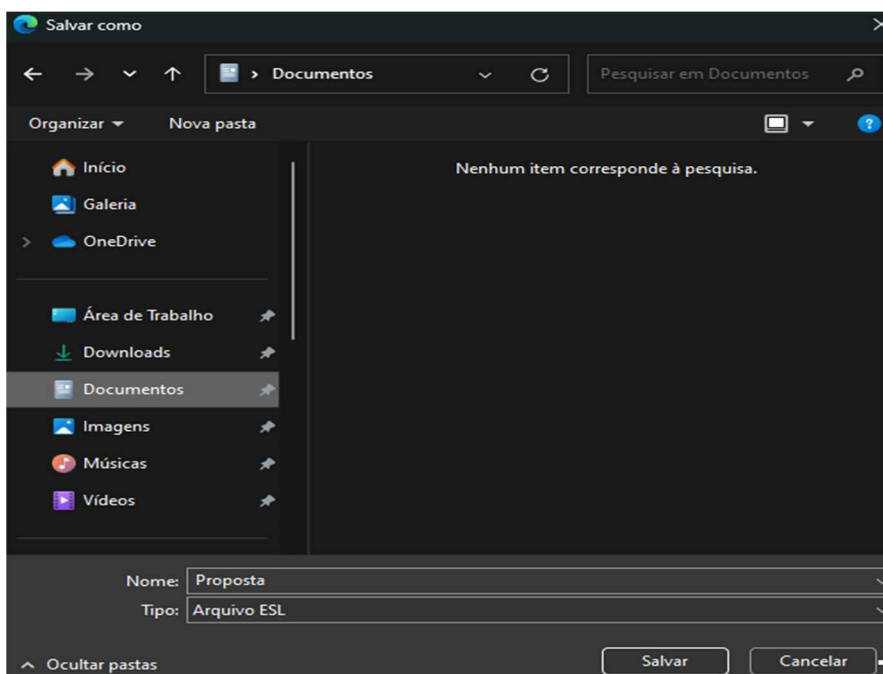 Salvar como
Documentos
Pesquisar em Documentos
Organizar
Nova pasta
Início
Galeria
OneDrive
Área de Trabalho
Downloads
Documentos
Imagens
Músicas
Vídeos
Nenhum item corresponde à pesquisa.
Nome: Proposta
Tipo: Arquivo ESL
Ocultar pastas
Salvar
Cancelar